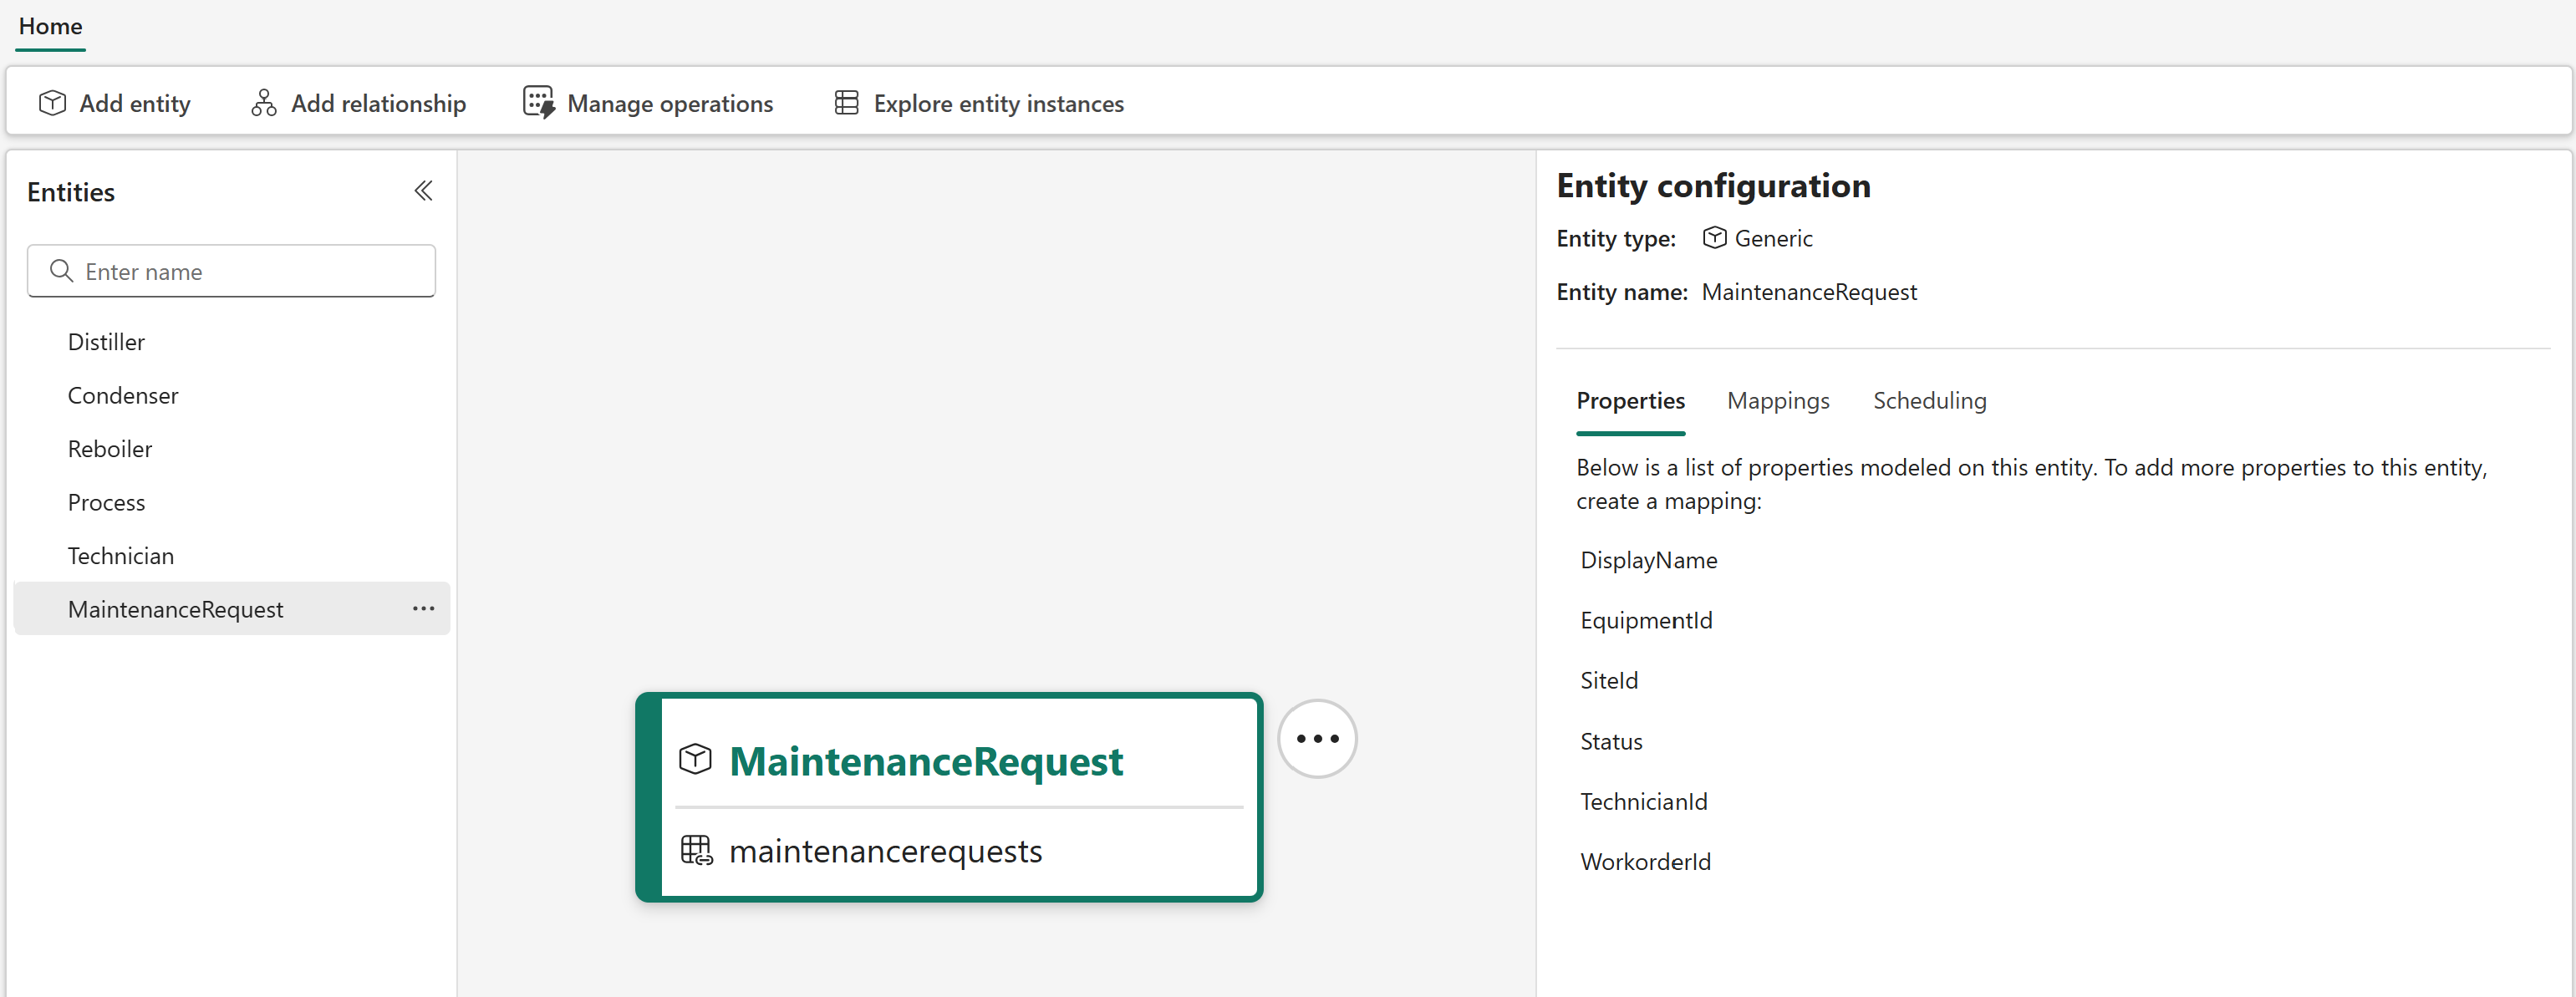 Home
Add entity
Add relationship
Manage operations
Explore entity instances
Entities
Enter name
Distiller
Condenser
Reboiler
Process
Technician
MaintenanceRequest
MaintenanceRequest
maintenancerequests
Entity configuration
Entity type: Generic
Entity name: MaintenanceRequest
Properties Mappings Scheduling
Below is a list of properties modeled on this entity. To add more properties to this entity,
create a mapping:
DisplayName
EquipmentId
SiteId
Status
TechnicianId
WorkorderId